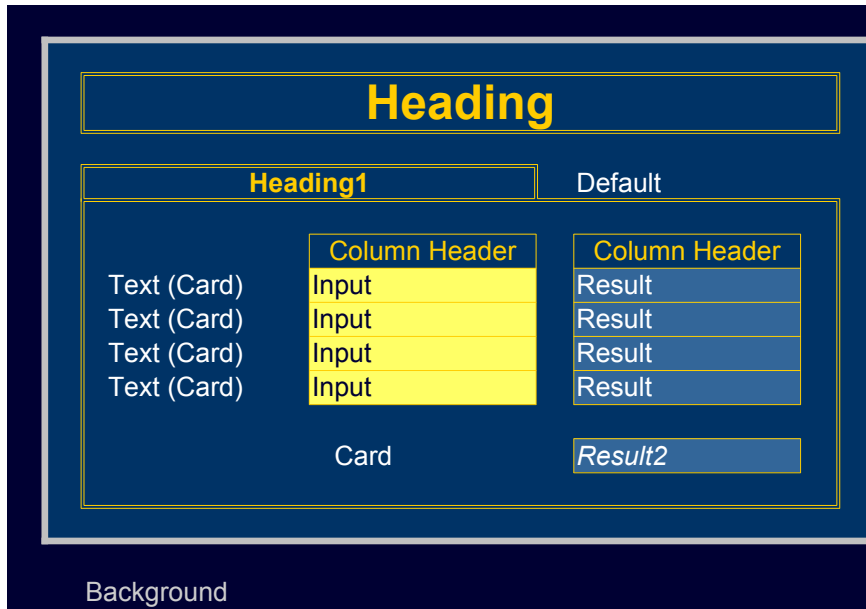 Heading
Heading1 Default
Column Header Column Header
Text (Card) Input Result
Text (Card) Input Result
Text (Card) Input Result
Text (Card) Input Result
Card Result2
Background